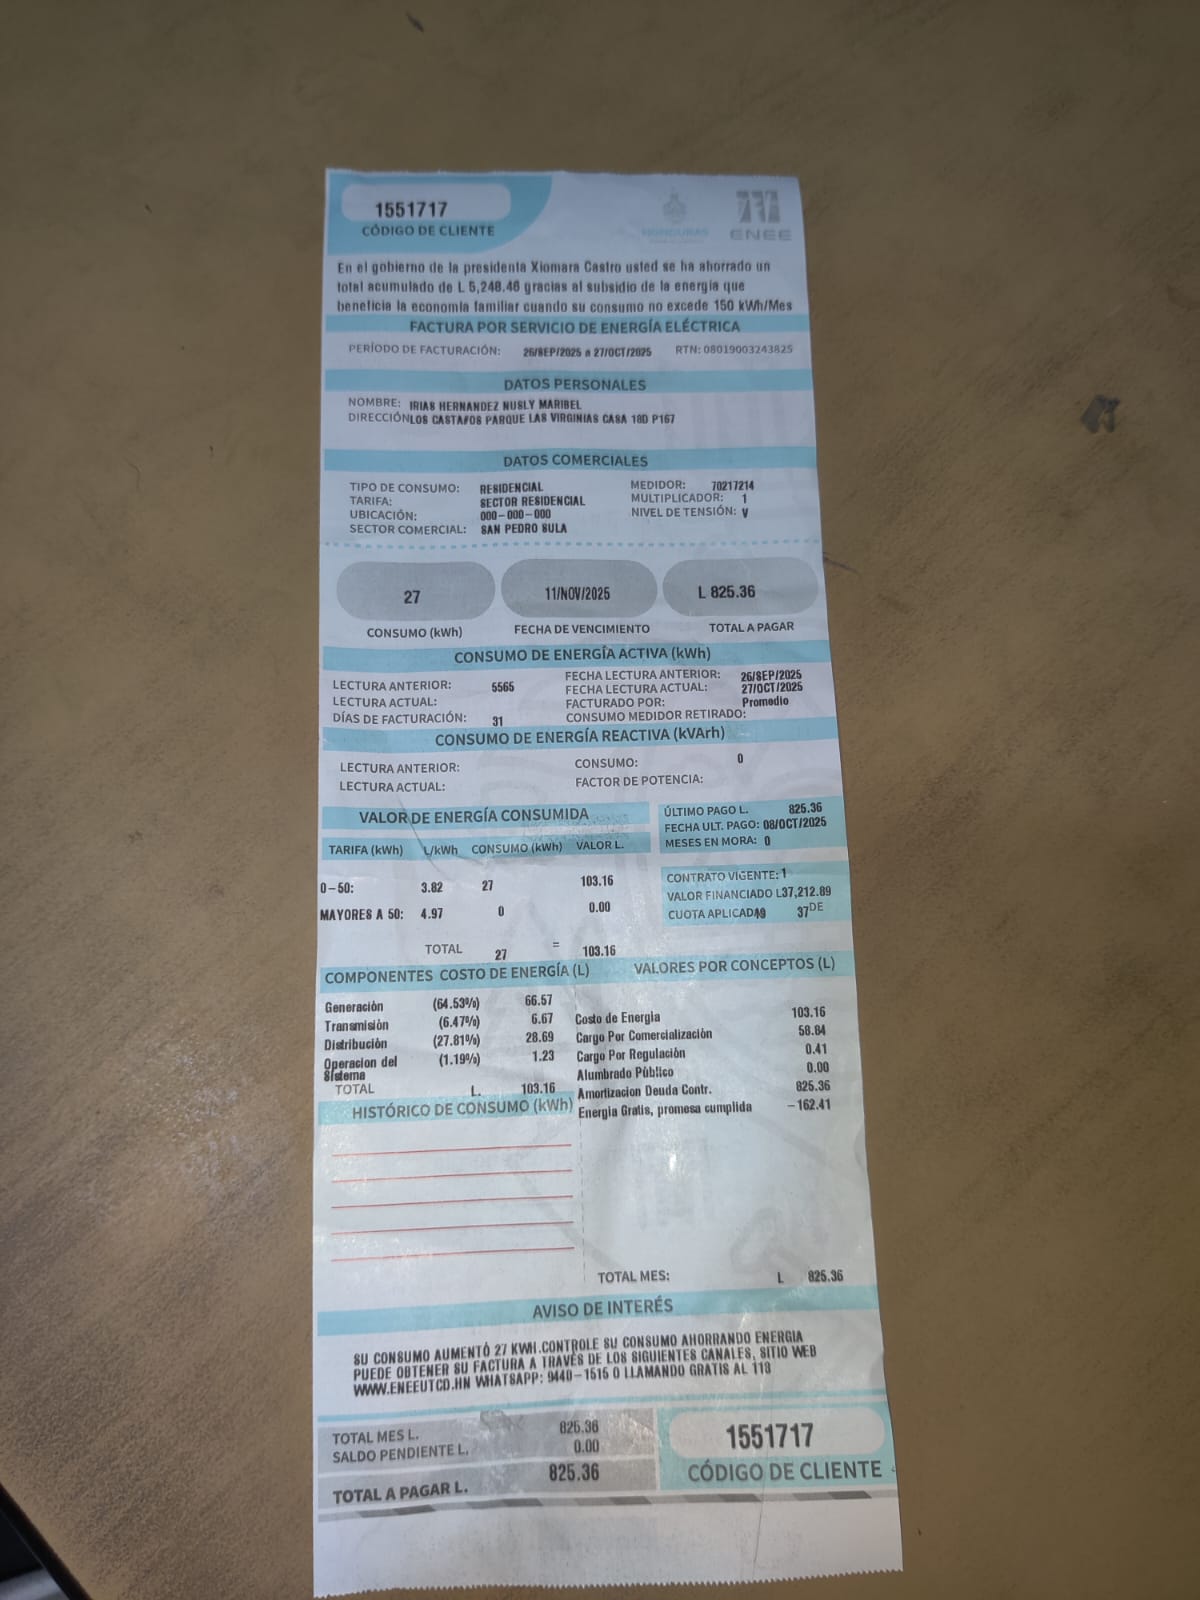 1551717
CÓDIGO DE CLIENTE
HONDURAS
ENEE
En el gobierno de la presidenta Xiomara Castro usted se ha ahorrado un
total acumulado de L 5,248.46 gracias al subsidio de la energía que
beneficia la economía familiar cuando su consumo no excede 150 kWh/Mes
FACTURA POR SERVICIO DE ENERGÍA ELÉCTRICA
PERÍODO DE FACTURACIÓN: 26/SEP/2025 a 27/OCT/2025 RTN: 08019003243825
DATOS PERSONALES
NOMBRE: IRIAS HERNANDEZ NUSLY MARIBEL
DIRECCIÓN LOS CASTAÑOS PARQUE LAS VIRGINIAS CASA 18D P167
DATOS COMERCIALES
TIPO DE CONSUMO: RESIDENCIAL MEDIDOR: 70217214
TARIFA: SECTOR RESIDENCIAL MULTIPLICADOR: 1
UBICACIÓN: 000-000-000 NIVEL DE TENSIÓN: V
SECTOR COMERCIAL: SAN PEDRO SULA
27 11/NOV/2025 L 825.36
CONSUMO (kWh) FECHA DE VENCIMIENTO TOTAL A PAGAR
CONSUMO DE ENERGÍA ACTIVA (kWh)
LECTURA ANTERIOR: 5565 FECHA LECTURA ANTERIOR: 26/SEP/2025
LECTURA ACTUAL: FECHA LECTURA ACTUAL: 27/OCT/2025
FACTURADO POR: Promedio
DÍAS DE FACTURACIÓN: 31 CONSUMO MEDIDOR RETIRADO:
CONSUMO DE ENERGÍA REACTIVA (kVArh)
LECTURA ANTERIOR: CONSUMO: 0
LECTURA ACTUAL: FACTOR DE POTENCIA:
VALOR DE ENERGÍA CONSUMIDA
TARIFA (kWh) L/kWh CONSUMO (kWh) VALOR L.
0-50: 3.82 27 103.16
MAYORES A 50: 4.97 0 0.00
TOTAL 27 = 103.16
ÚLTIMO PAGO L. 825.36
FECHA ULT. PAGO: 08/OCT/2025
MESES EN MORA: 0
CONTRATO VIGENTE: 1
VALOR FINANCIADO L37,212.89
CUOTA APLICADA 19 DE 37
COMPONENTES COSTO DE ENERGÍA (L)
Generación (64.53%) 66.57
Transmisión (6.47%) 6.67
Distribución (27.81%) 28.69
Operacion del Sistema (1.19%) 1.23
TOTAL L. 103.16
HISTÓRICO DE CONSUMO (kWh)
VALORES POR CONCEPTOS (L)
Costo de Energia 103.16
Cargo Por Comercialización 58.84
Cargo Por Regulación 0.41
Alumbrado Público 0.00
Amortizacion Deuda Contr. 825.36
Energia Gratis, promesa cumplida -162.41
TOTAL MES: L 825.36
AVISO DE INTERÉS
SU CONSUMO AUMENTÓ 27 KWH.CONTROLE SU CONSUMO AHORRANDO ENERGIA
PUEDE OBTENER SU FACTURA A TRAVÉS DE LOS SIGUIENTES CANALES, SITIO WEB
WWW.ENEEUTCD.HN WHATSAPP: 9440-1515 O LLAMANDO GRATIS AL 118
TOTAL MES L. 825.36
SALDO PENDIENTE L. 0.00
TOTAL A PAGAR L. 825.36
1551717
CÓDIGO DE CLIENTE